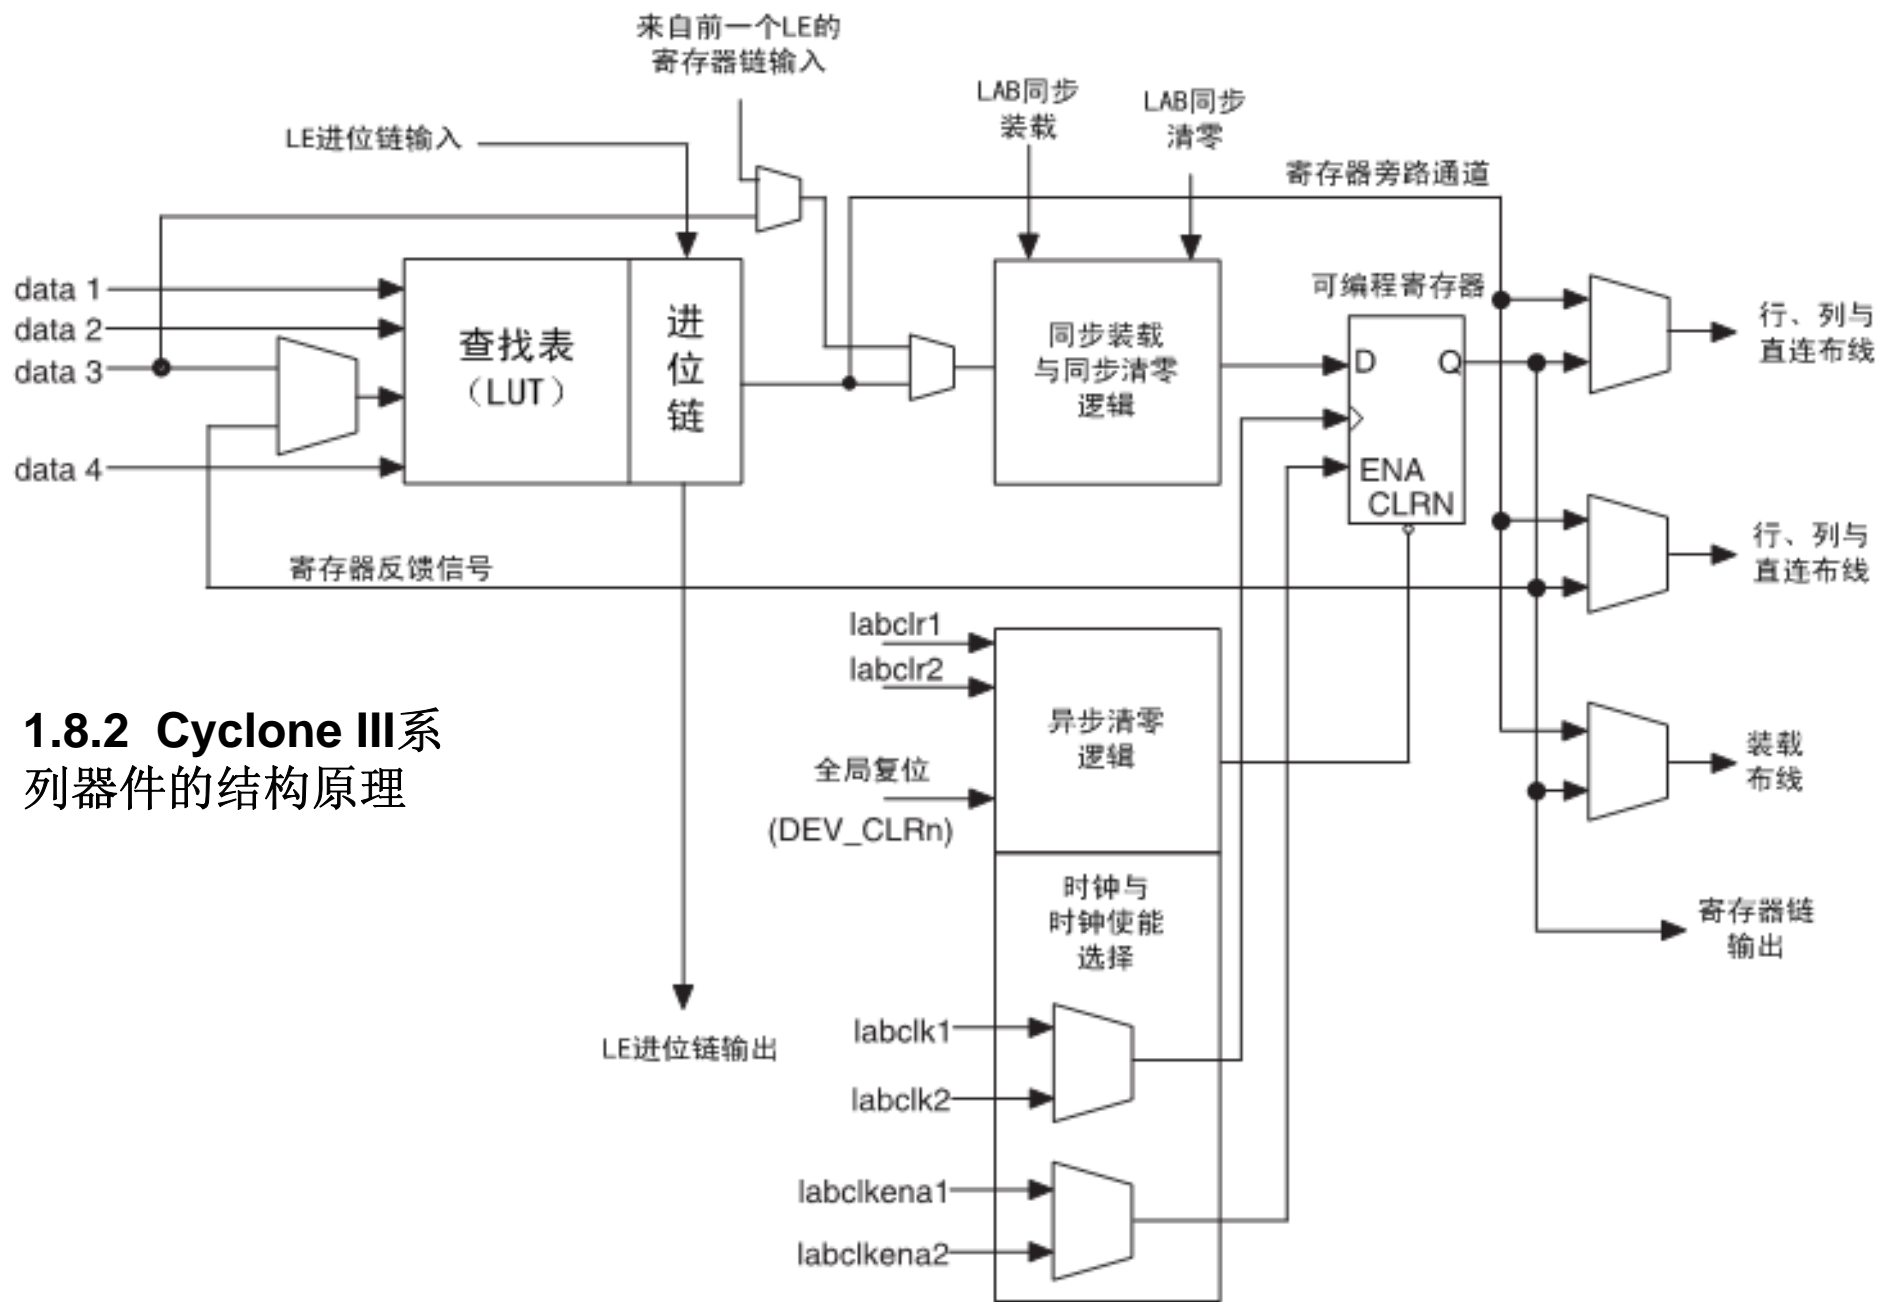 来自前一个LE的
寄存器链输入
LE进位链输入
LAB同步
装载
LAB同步
清零
寄存器旁路通道
data 1
data 2
data 3
data 4
查找表
（LUT）
进
位
链
同步装载
与同步清零
逻辑
可编程寄存器
D
Q
ENA
CLRN
行、列与
直连布线
行、列与
直连布线
寄存器反馈信号
labclr1
labclr2
异步清零
逻辑
全局复位
(DEV_CLRn)
装载
布线
1.8.2 Cyclone III系
列器件的结构原理
时钟与
时钟使能
选择
寄存器链
输出
LE进位链输出
labclk1
labclk2
labclkena1
labclkena2